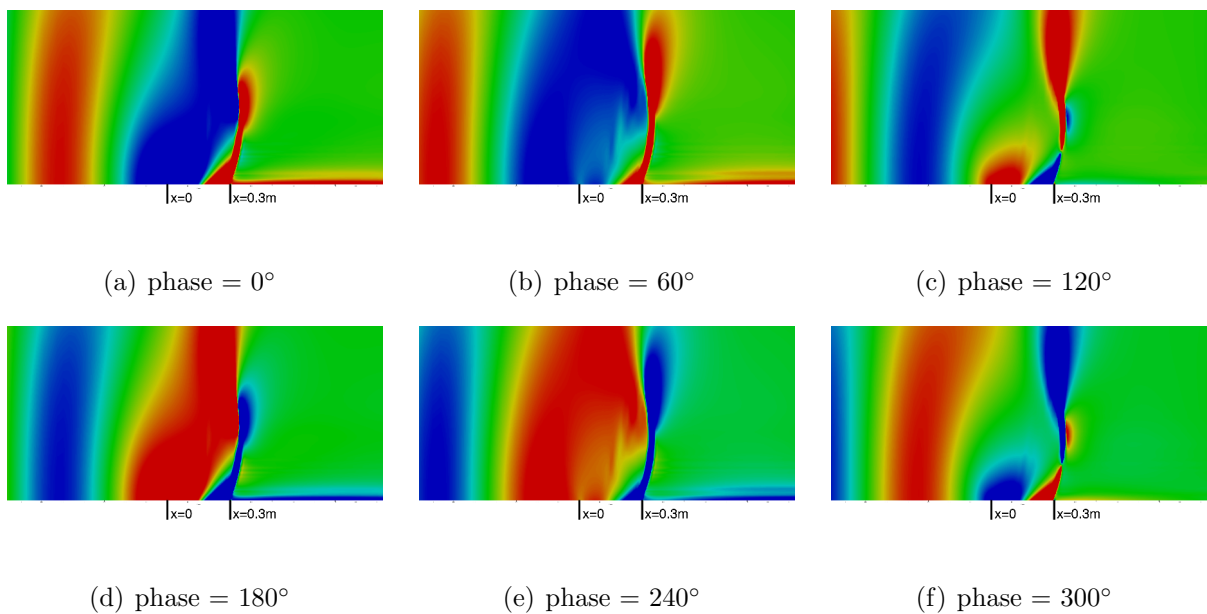 x=0 x=0.3m x=0 x=0.3m x=0 x=0.3m
(a) phase = 0° (b) phase = 60° (c) phase = 120°
x=0 x=0.3m x=0 x=0.3m x=0 x=0.3m
(d) phase = 180° (e) phase = 240° (f) phase = 300°